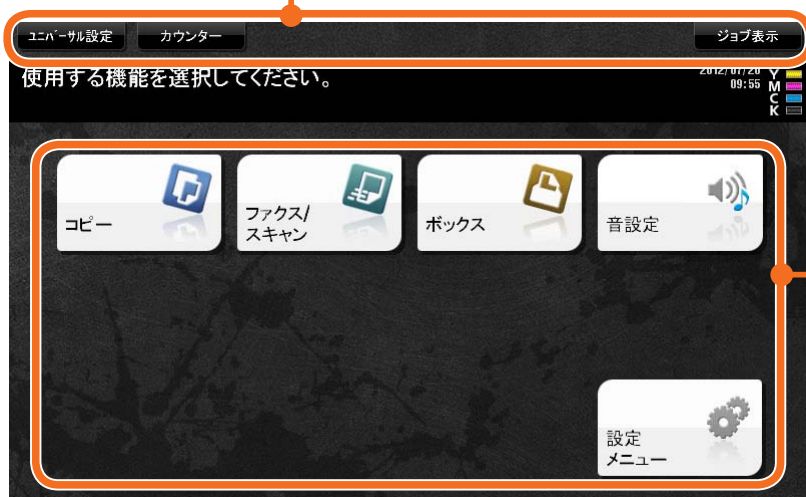 ﾕﾆﾊﾞｰｻﾙ設定 カウンター ジョブ表示
使用する機能を選択してください。
2012/07/20
09:55
Y
M
C
K
コピー
ファクス/
スキャン
ボックス
音設定
設定
メニュー